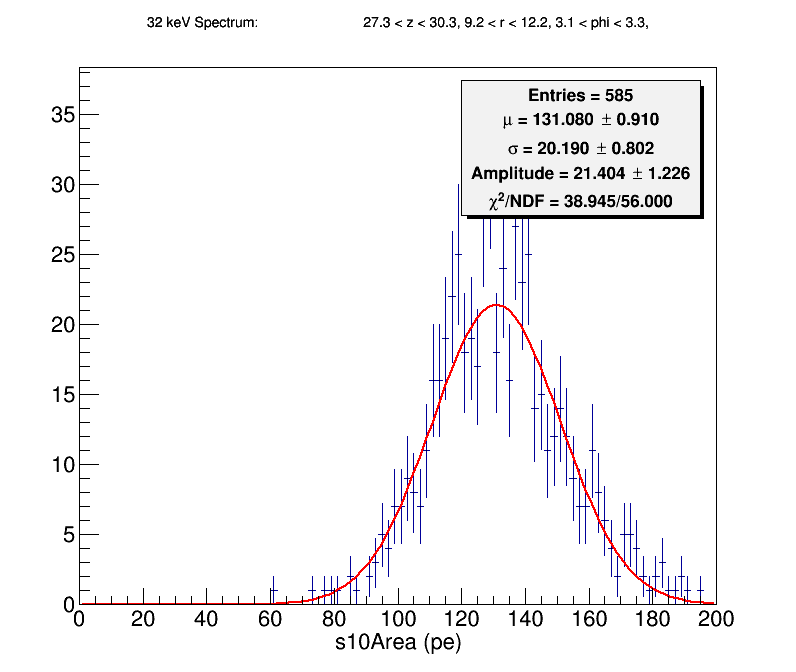 32 keV Spectrum: 27.3 < z < 30.3, 9.2 < r < 12.2, 3.1 < phi < 3.3,
Entries = 585
μ = 131.080 ± 0.910
σ = 20.190 ± 0.802
Amplitude = 21.404 ± 1.226
χ²/NDF = 38.945/56.000
35
30
25
20
15
10
5
0
0 20 40 60 80 100 120 140 160 180 200
s10Area (pe)